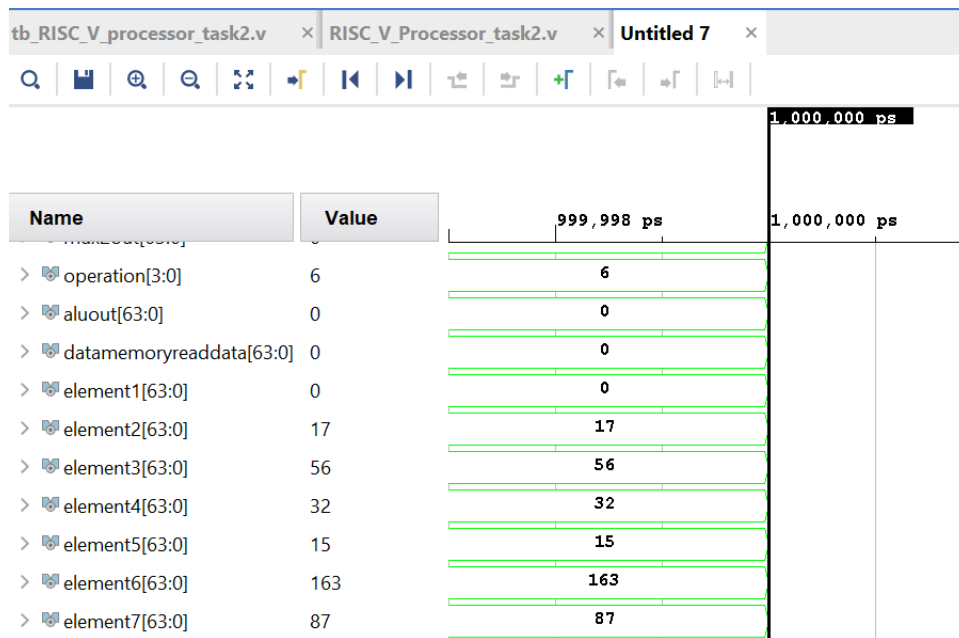 tb_RISC_V_processor_task2.v × RISC_V_Processor_task2.v × Untitled 7 ×
1,000,000 ps
Name Value 999,998 ps 1,000,000 ps
operation[3:0] 6 6
aluout[63:0] 0 0
datamemoryreaddata[63:0] 0 0
element1[63:0] 0 0
element2[63:0] 17 17
element3[63:0] 56 56
element4[63:0] 32 32
element5[63:0] 15 15
element6[63:0] 163 163
element7[63:0] 87 87